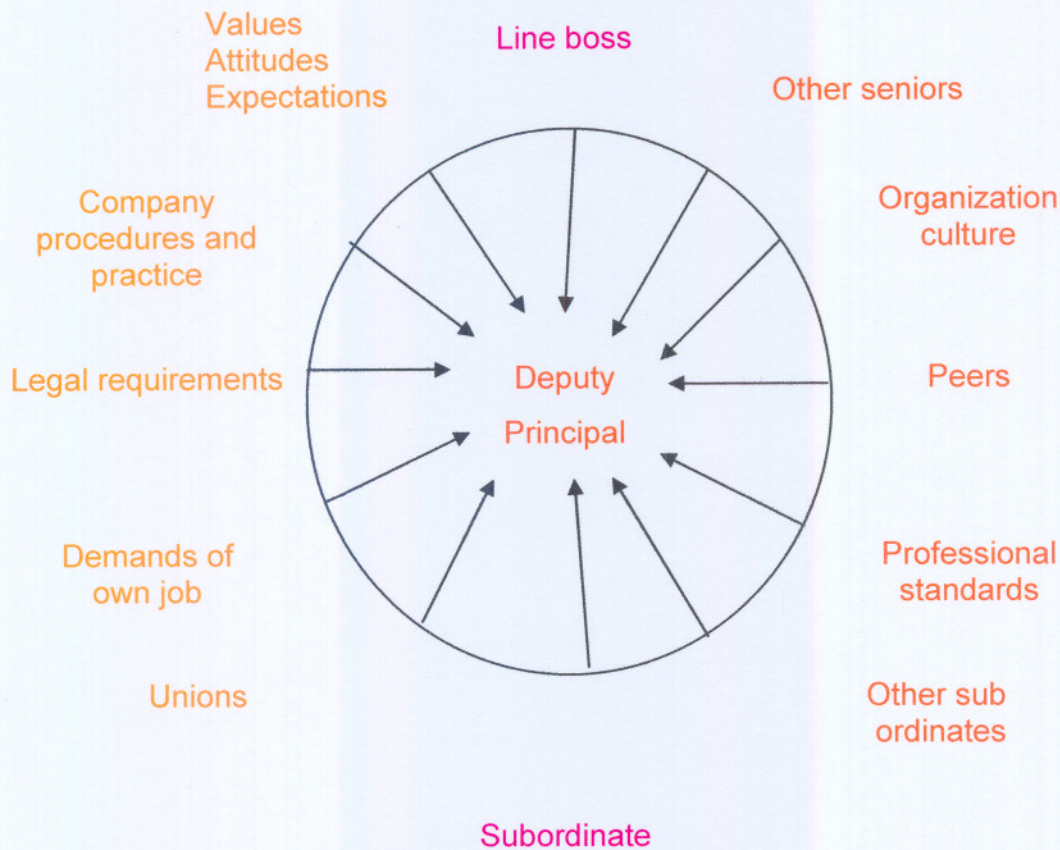 Values
Attitudes
Expectations
Line boss
Other seniors
Company
procedures and
practice
Organization
culture
Legal requirements
Deputy
Principal
Peers
Demands of
own job
Professional
standards
Unions
Other sub
ordinates
Subordinate